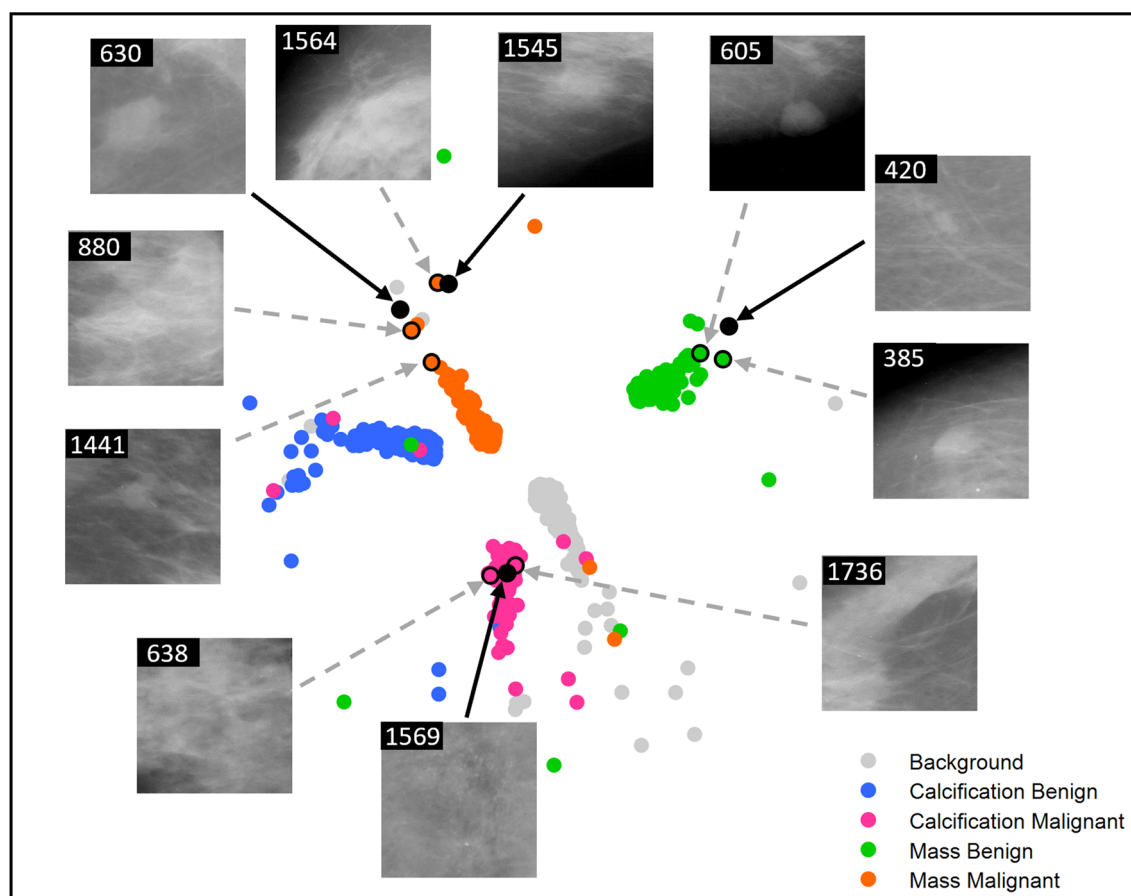 630
1564
1545
605
420
880
385
1441
1736
638
1569
Background
Calcification Benign
Calcification Malignant
Mass Benign
Mass Malignant